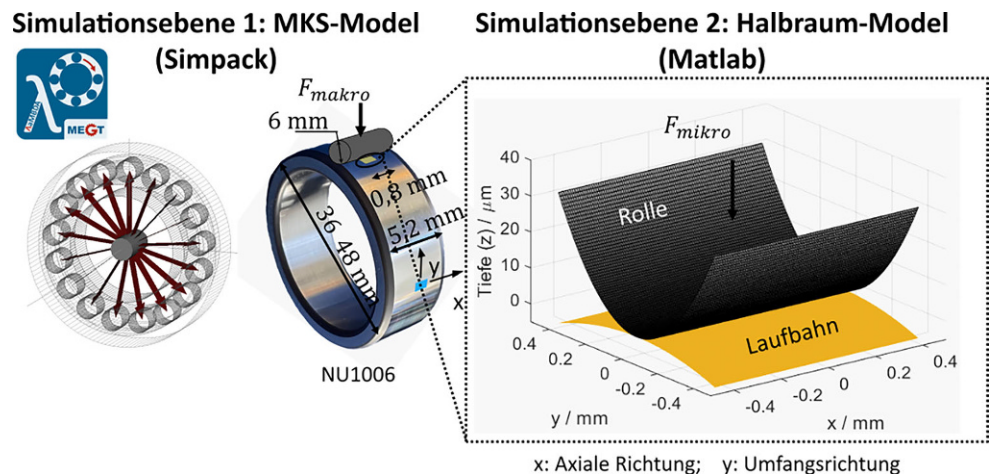 Simulationsebene 1: MKS-Model
(Simpack)
Simulationsebene 2: Halbraum-Model
(Matlab)
LaMBDA
MEGT
F_makro
6 mm
0,8 mm
5,2 mm
36,48 mm
y
x
NU1006
F_mikro
Rolle
Laufbahn
Tiefe (z) / μm
40
30
20
10
0
0.4
0.2
0
-0.2
-0.4
y / mm
-0.4
-0.2
0
0.2
0.4
x / mm
x: Axiale Richtung; y: Umfangsrichtung